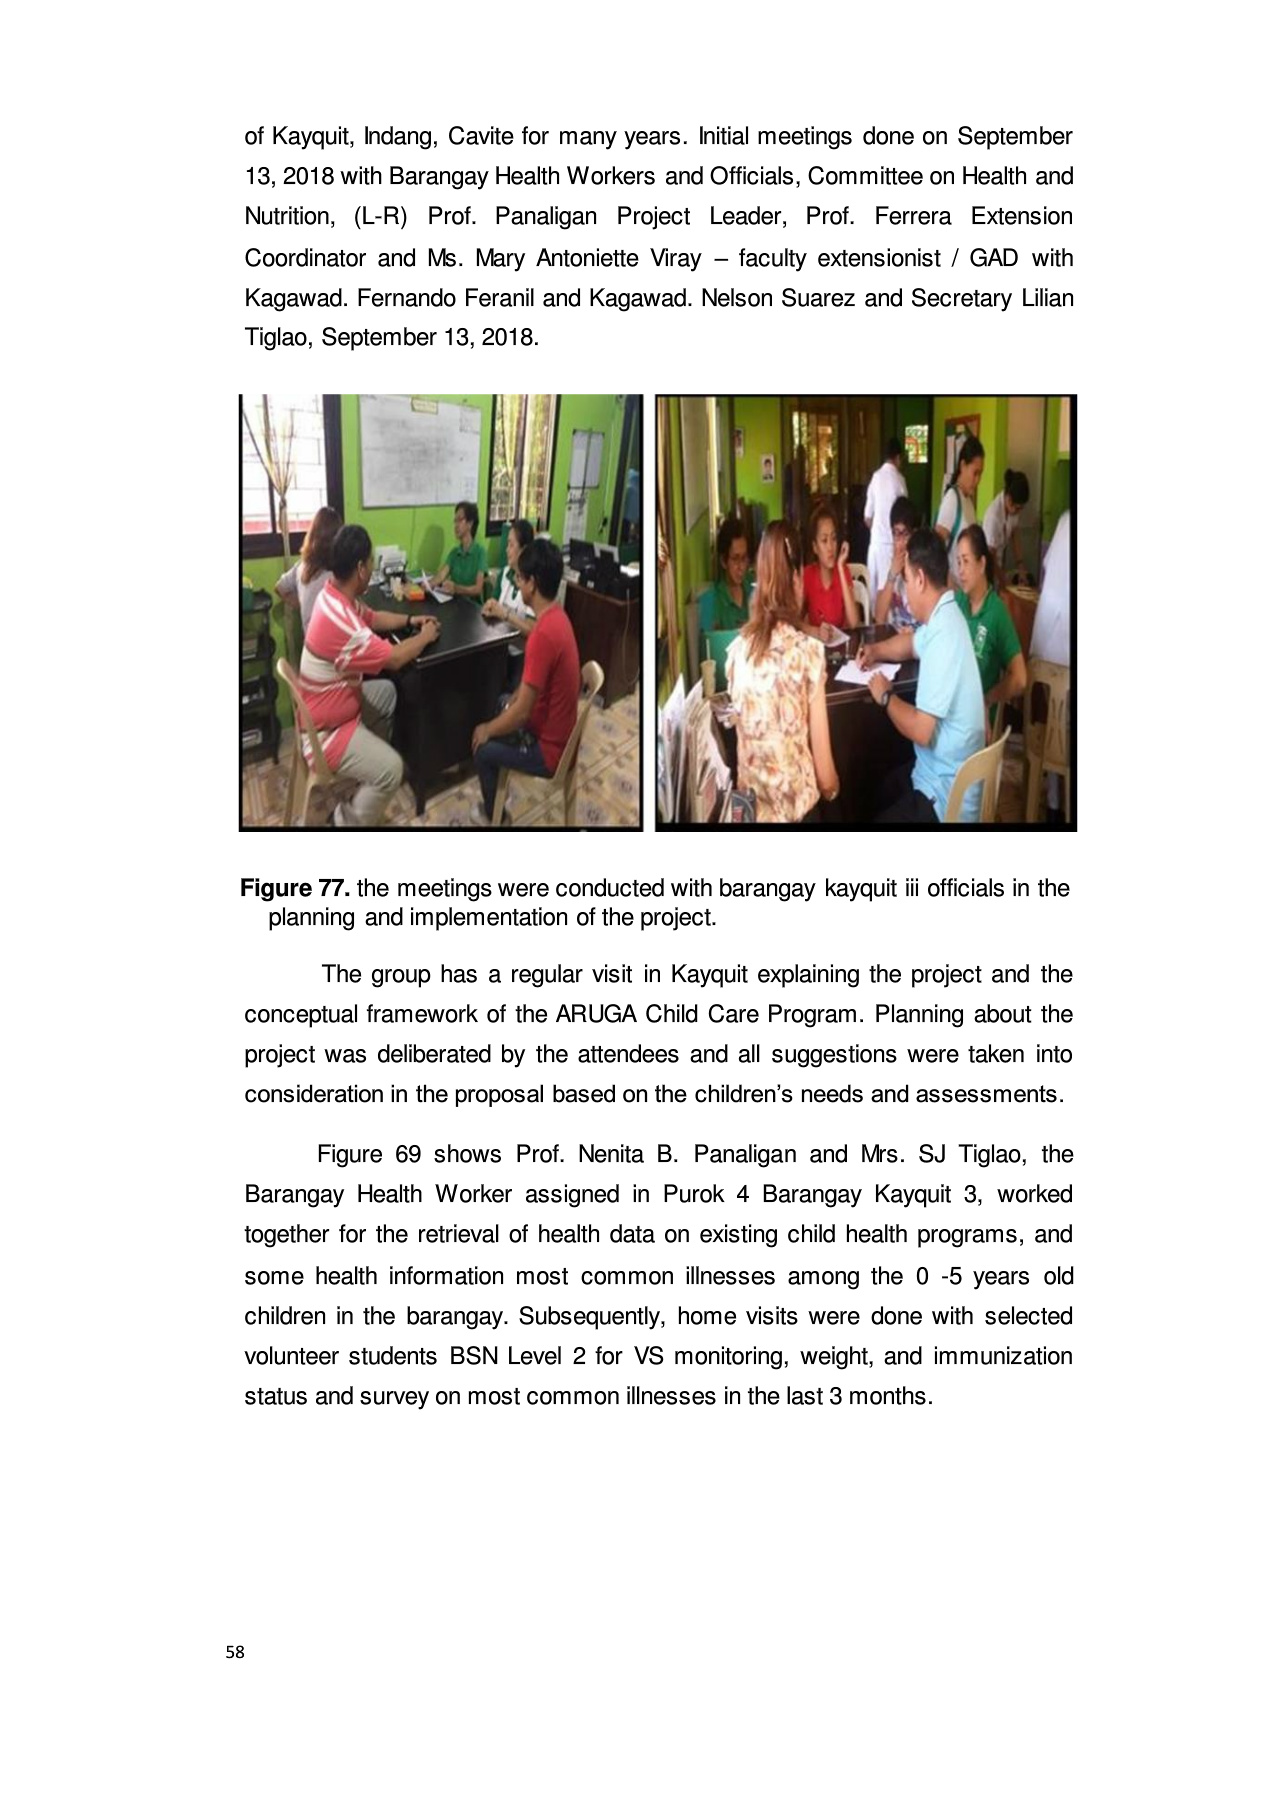 of Kayquit, Indang, Cavite for many years. Initial meetings done on September
13, 2018 with Barangay Health Workers and Officials, Committee on Health and
Nutrition, (L-R) Prof. Panaligan Project Leader, Prof. Ferrera Extension
Coordinator and Ms. Mary Antoniette Viray – faculty extensionist / GAD with
Kagawad. Fernando Feranil and Kagawad. Nelson Suarez and Secretary Lilian
Tiglao, September 13, 2018.
Figure 77. the meetings were conducted with barangay kayquit iii officials in the
planning and implementation of the project.
The group has a regular visit in Kayquit explaining the project and the
conceptual framework of the ARUGA Child Care Program. Planning about the
project was deliberated by the attendees and all suggestions were taken into
consideration in the proposal based on the children’s needs and assessments.
Figure 69 shows Prof. Nenita B. Panaligan and Mrs. SJ Tiglao, the
Barangay Health Worker assigned in Purok 4 Barangay Kayquit 3, worked
together for the retrieval of health data on existing child health programs, and
some health information most common illnesses among the 0 -5 years old
children in the barangay. Subsequently, home visits were done with selected
volunteer students BSN Level 2 for VS monitoring, weight, and immunization
status and survey on most common illnesses in the last 3 months.
58